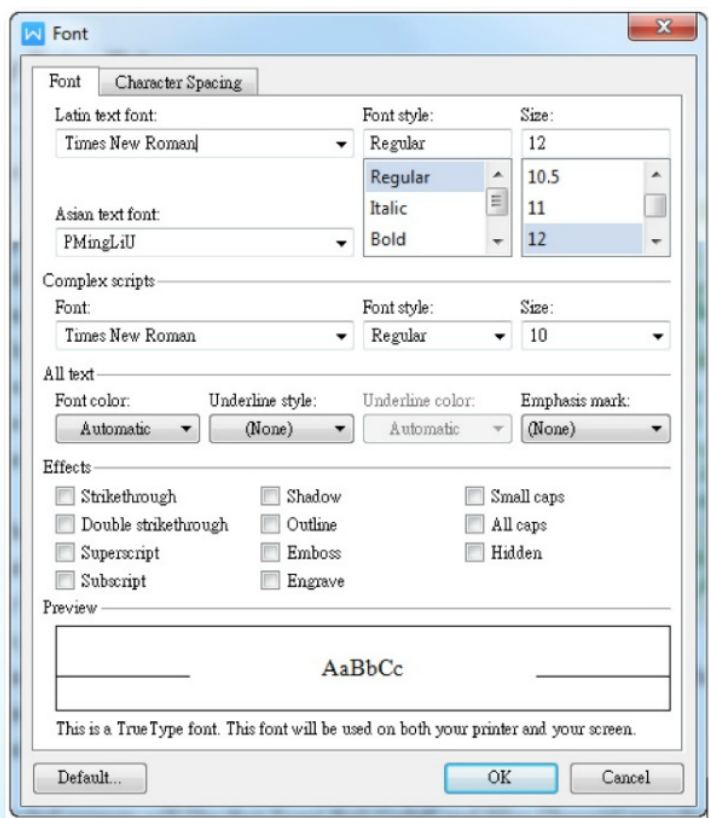 Font
Font Character Spacing
Latin text font: Font style: Size:
Times New Roman Regular 12
Regular 10.5
Italic 11
Asian text font:
Bold 12
PMingLiU
Complex scripts
Font: Font style: Size:
Times New Roman Regular 10
All text
Font color: Underline style: Underline color: Emphasis mark:
Automatic (None) Automatic (None)
Effects
Strikethrough Shadow Small caps
Double strikethrough Outline All caps
Superscript Emboss Hidden
Subscript Engrave
Preview
AaBbCc
This is a TrueType font. This font will be used on both your printer and your screen.
Default... OK Cancel